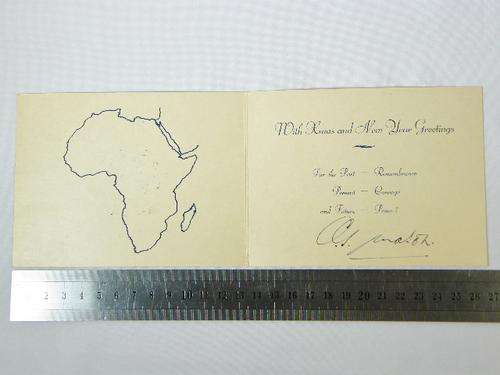 With Xmas and New Year Greetings
For the Past — Remembrance
Present — Courage
and Future — Peace!
2 3 4 5 6 7 8 9 10 11 12 13 14 15 16 17 18 19 20 21 22 23 24 25 26 27